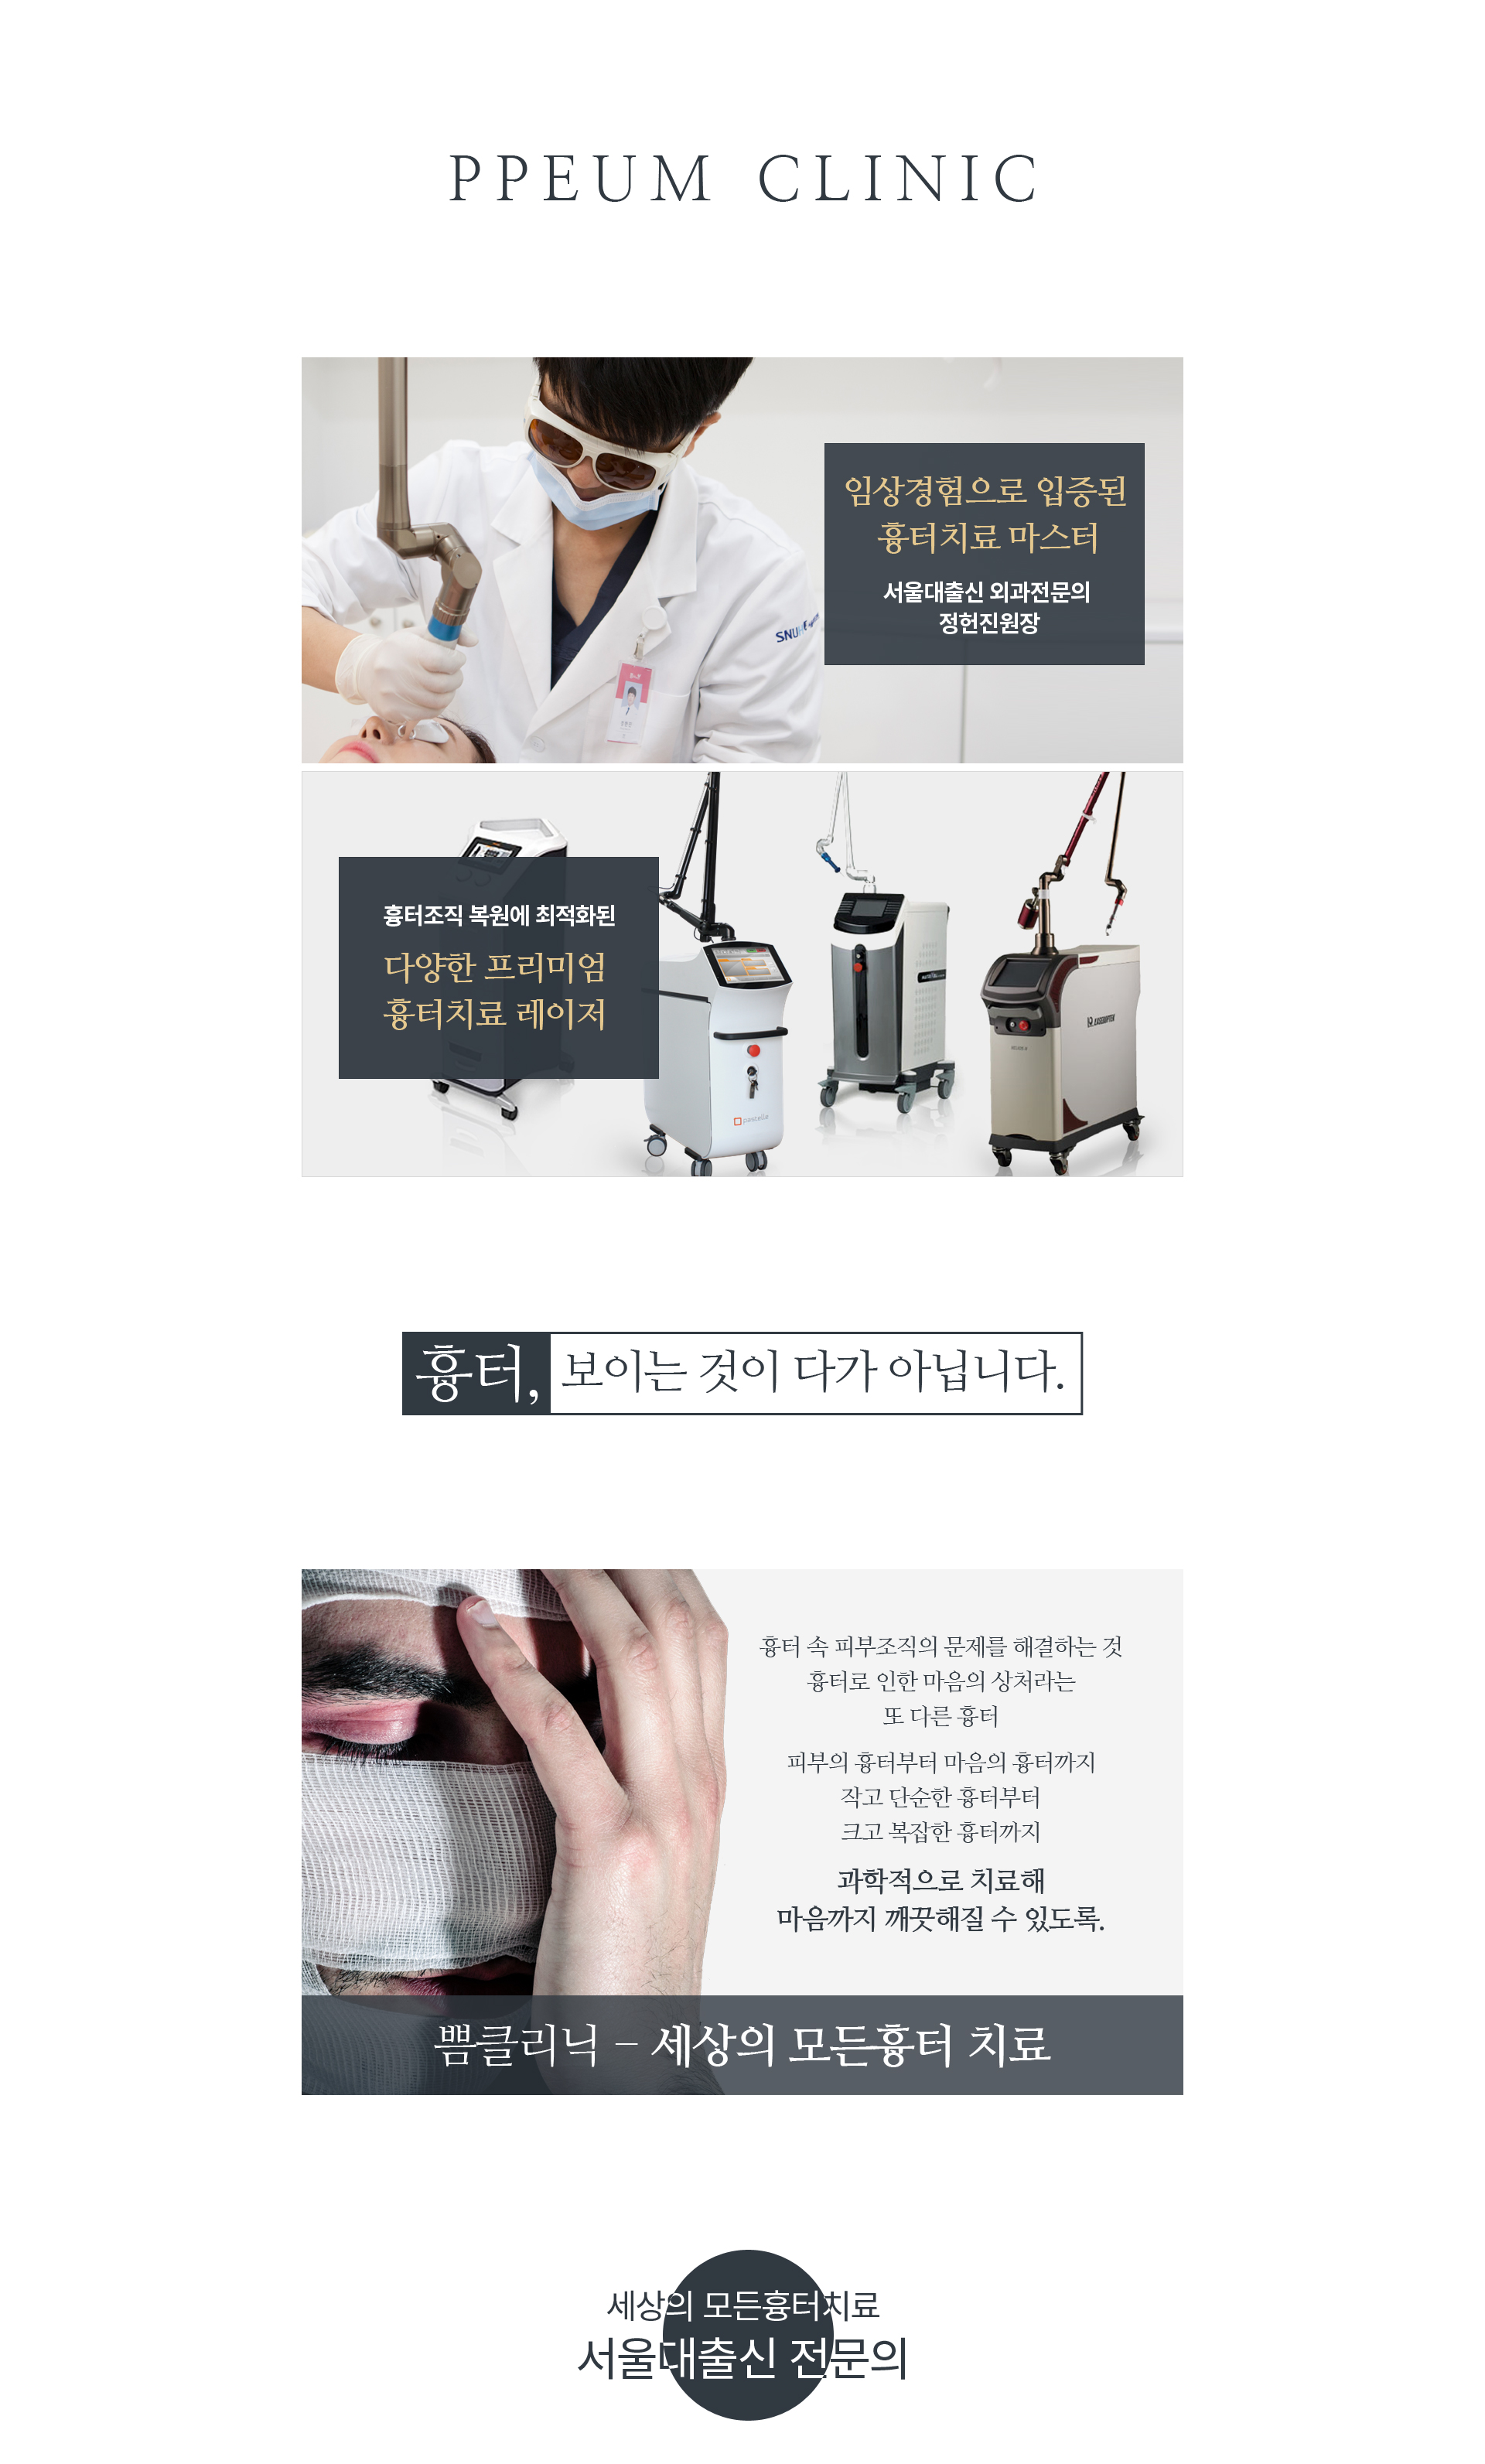 PPEUM CLINIC
임상경험으로 입증된
흉터치료 마스터
서울대출신 외과전문의
정헌진원장
SNU
흉터조직 복원에 최적화된
다양한 프리미엄
흉터치료 레이저
pastelle
흉터, 보이는 것이 다가 아닙니다.
흉터 속 피부조직의 문제를 해결하는 것
흉터로 인한 마음의 상처라는
또 다른 흉터
피부의 흉터부터 마음의 흉터까지
작고 단순한 흉터부터
크고 복잡한 흉터까지
과학적으로 치료해
마음까지 깨끗해질 수 있도록.
쁨클리닉 – 세상의 모든흉터 치료
세상의 모든흉터치료
서울대출신 전문의